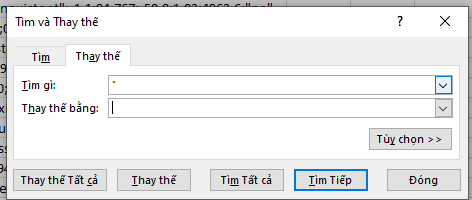 Tìm và Thay thế
?
Tìm
Thay thế
Tìm gì:
"
Thay thế bằng:
Tùy chọn >>
Thay thế Tất cả
Thay thế
Tìm Tất cả
Tìm Tiếp
Đóng